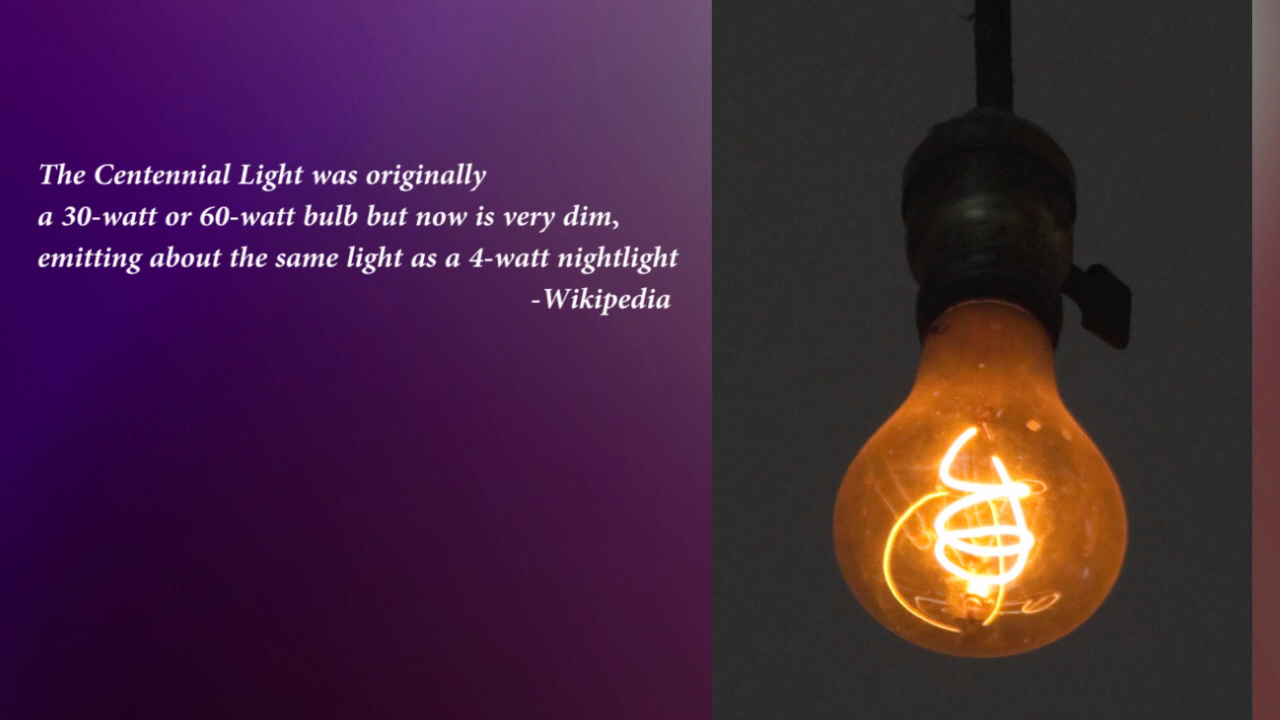 The Centennial Light was originally
a 30-watt or 60-watt bulb but now is very dim,
emitting about the same light as a 4-watt nightlight
-Wikipedia